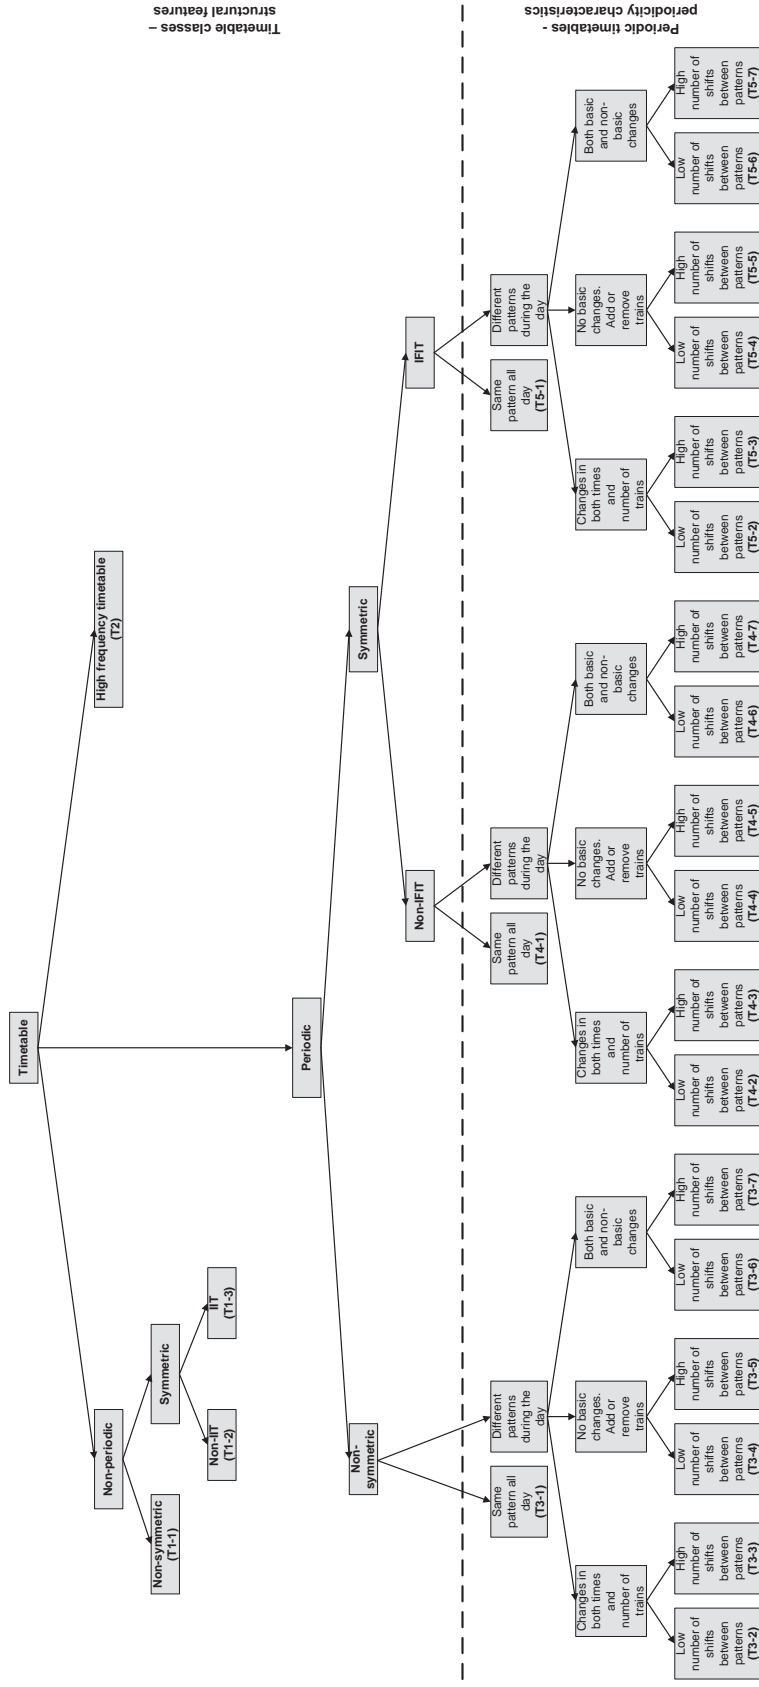 Timetable classes –
structural features
Timetable
High frequency timetable
(T2)
Non-periodic
Non-symmetric
(T1-1)
Symmetric
Non-IIT
(T1-2)
IIT
(T1-3)
Periodic
Non-
symmetric
Symmetric
Non-IFIT
IFIT
Periodic timetables -
periodicity characteristics
Same
pattern all
day
(T3-1)
Different
patterns
during the
day
Same
pattern all
day
(T4-1)
Different
patterns
during the
day
Same
pattern all
day
(T5-1)
Different
patterns
during the
day
Changes in
both times
and
number of
trains
No basic
changes.
Add or
remove
trains
Both basic
and non-
basic
changes
Changes in
both times
and
number of
trains
No basic
changes.
Add or
remove
trains
Both basic
and non-
basic
changes
Changes in
both times
and
number of
trains
No basic
changes.
Add or
remove
trains
Both basic
and non-
basic
changes
Low
number of
shifts
between
patterns
(T3-2)
High
number of
shifts
between
patterns
(T3-3)
Low
number of
shifts
between
patterns
(T3-4)
High
number of
shifts
between
patterns
(T3-5)
Low
number of
shifts
between
patterns
(T3-6)
High
number of
shifts
between
patterns
(T3-7)
Low
number of
shifts
between
patterns
(T4-2)
High
number of
shifts
between
patterns
(T4-3)
Low
number of
shifts
between
patterns
(T4-4)
High
number of
shifts
between
patterns
(T4-5)
Low
number of
shifts
between
patterns
(T4-6)
High
number of
shifts
between
patterns
(T4-7)
Low
number of
shifts
between
patterns
(T5-2)
High
number of
shifts
between
patterns
(T5-3)
Low
number of
shifts
between
patterns
(T5-4)
High
number of
shifts
between
patterns
(T5-5)
Low
number of
shifts
between
patterns
(T5-6)
High
number of
shifts
between
patterns
(T5-7)